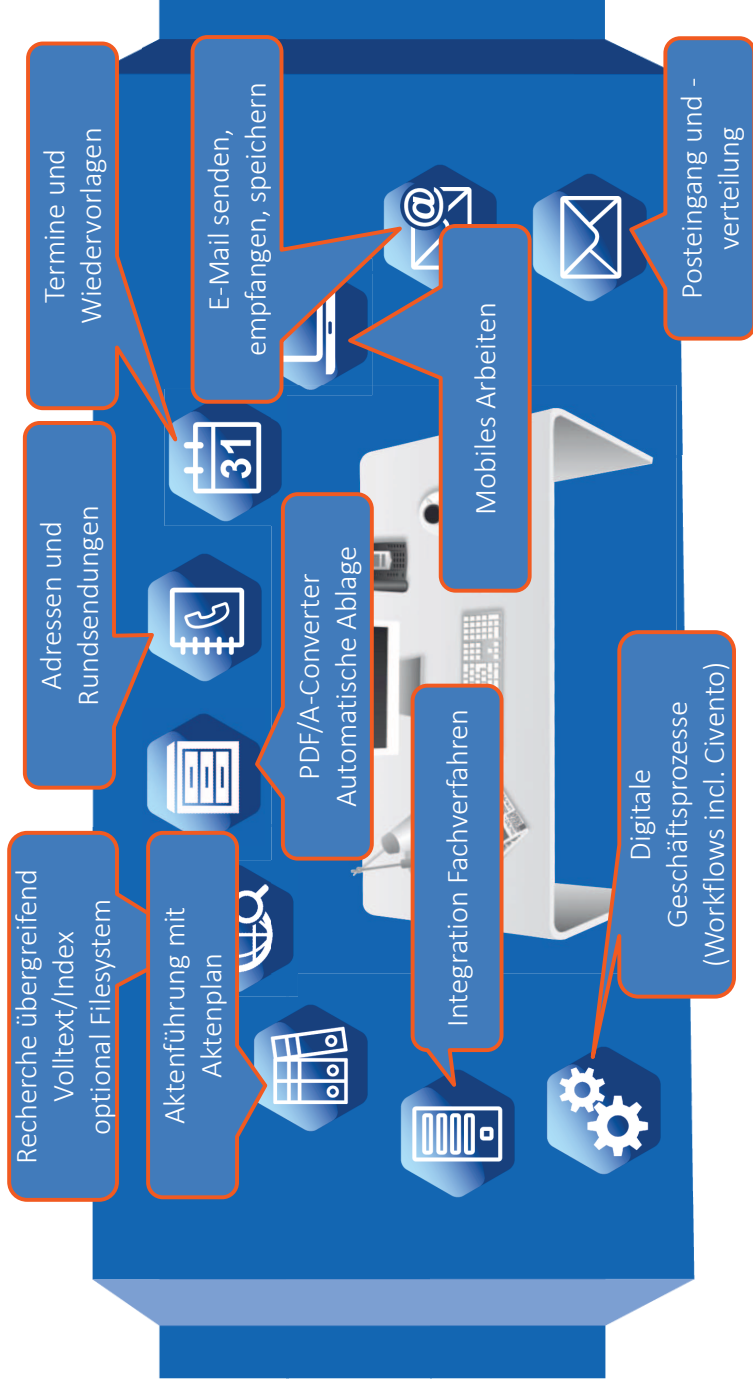 Recherche übergreifend
Volltext/Index
optional Filesystem
Aktenführung mit
Aktenplan
Adressen und
Rundsendungen
PDF/A-Converter
Automatische Ablage
Termine und
Wiedervorlagen
31
E-Mail senden,
empfangen, speichern
@
Mobiles Arbeiten
Integration Fachverfahren
Digitale
Geschäftsprozesse
(Workflows incl. Civento)
Posteingang und -
verteilung